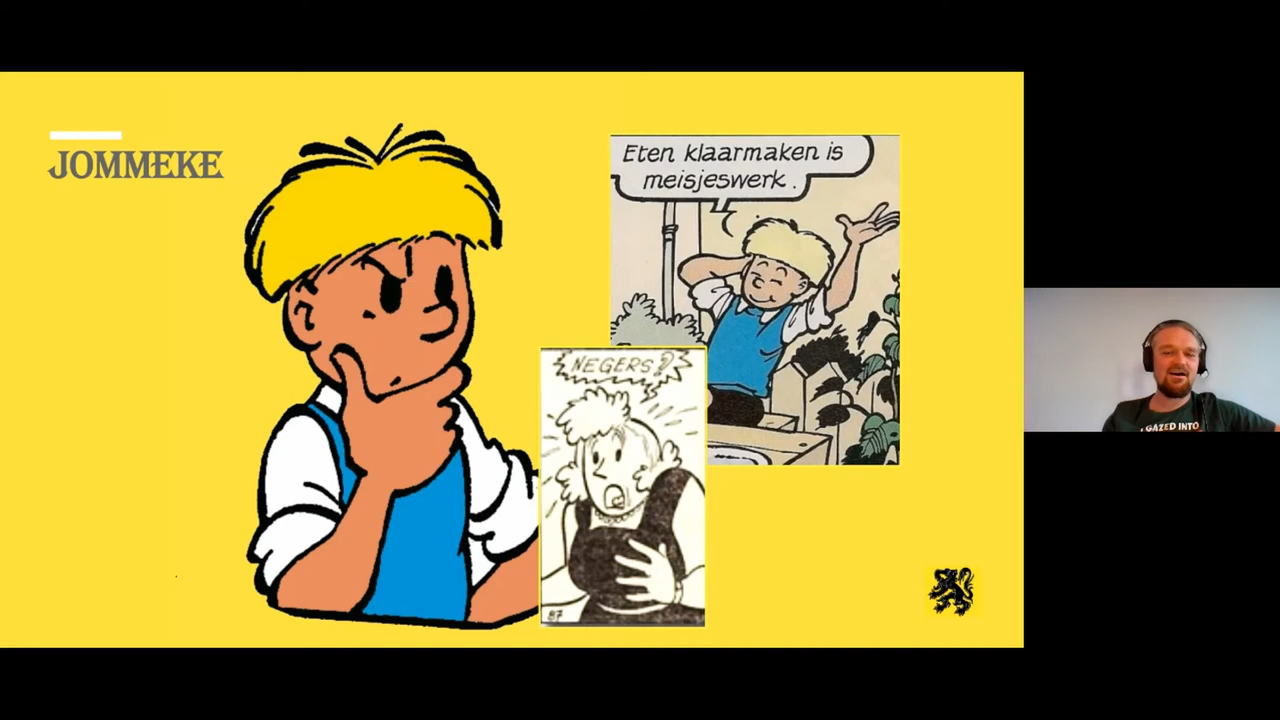 JOMMEKE
Eten klaarmaken is
meisjeswerk.
NEGERS?
87
I GAZED INTO